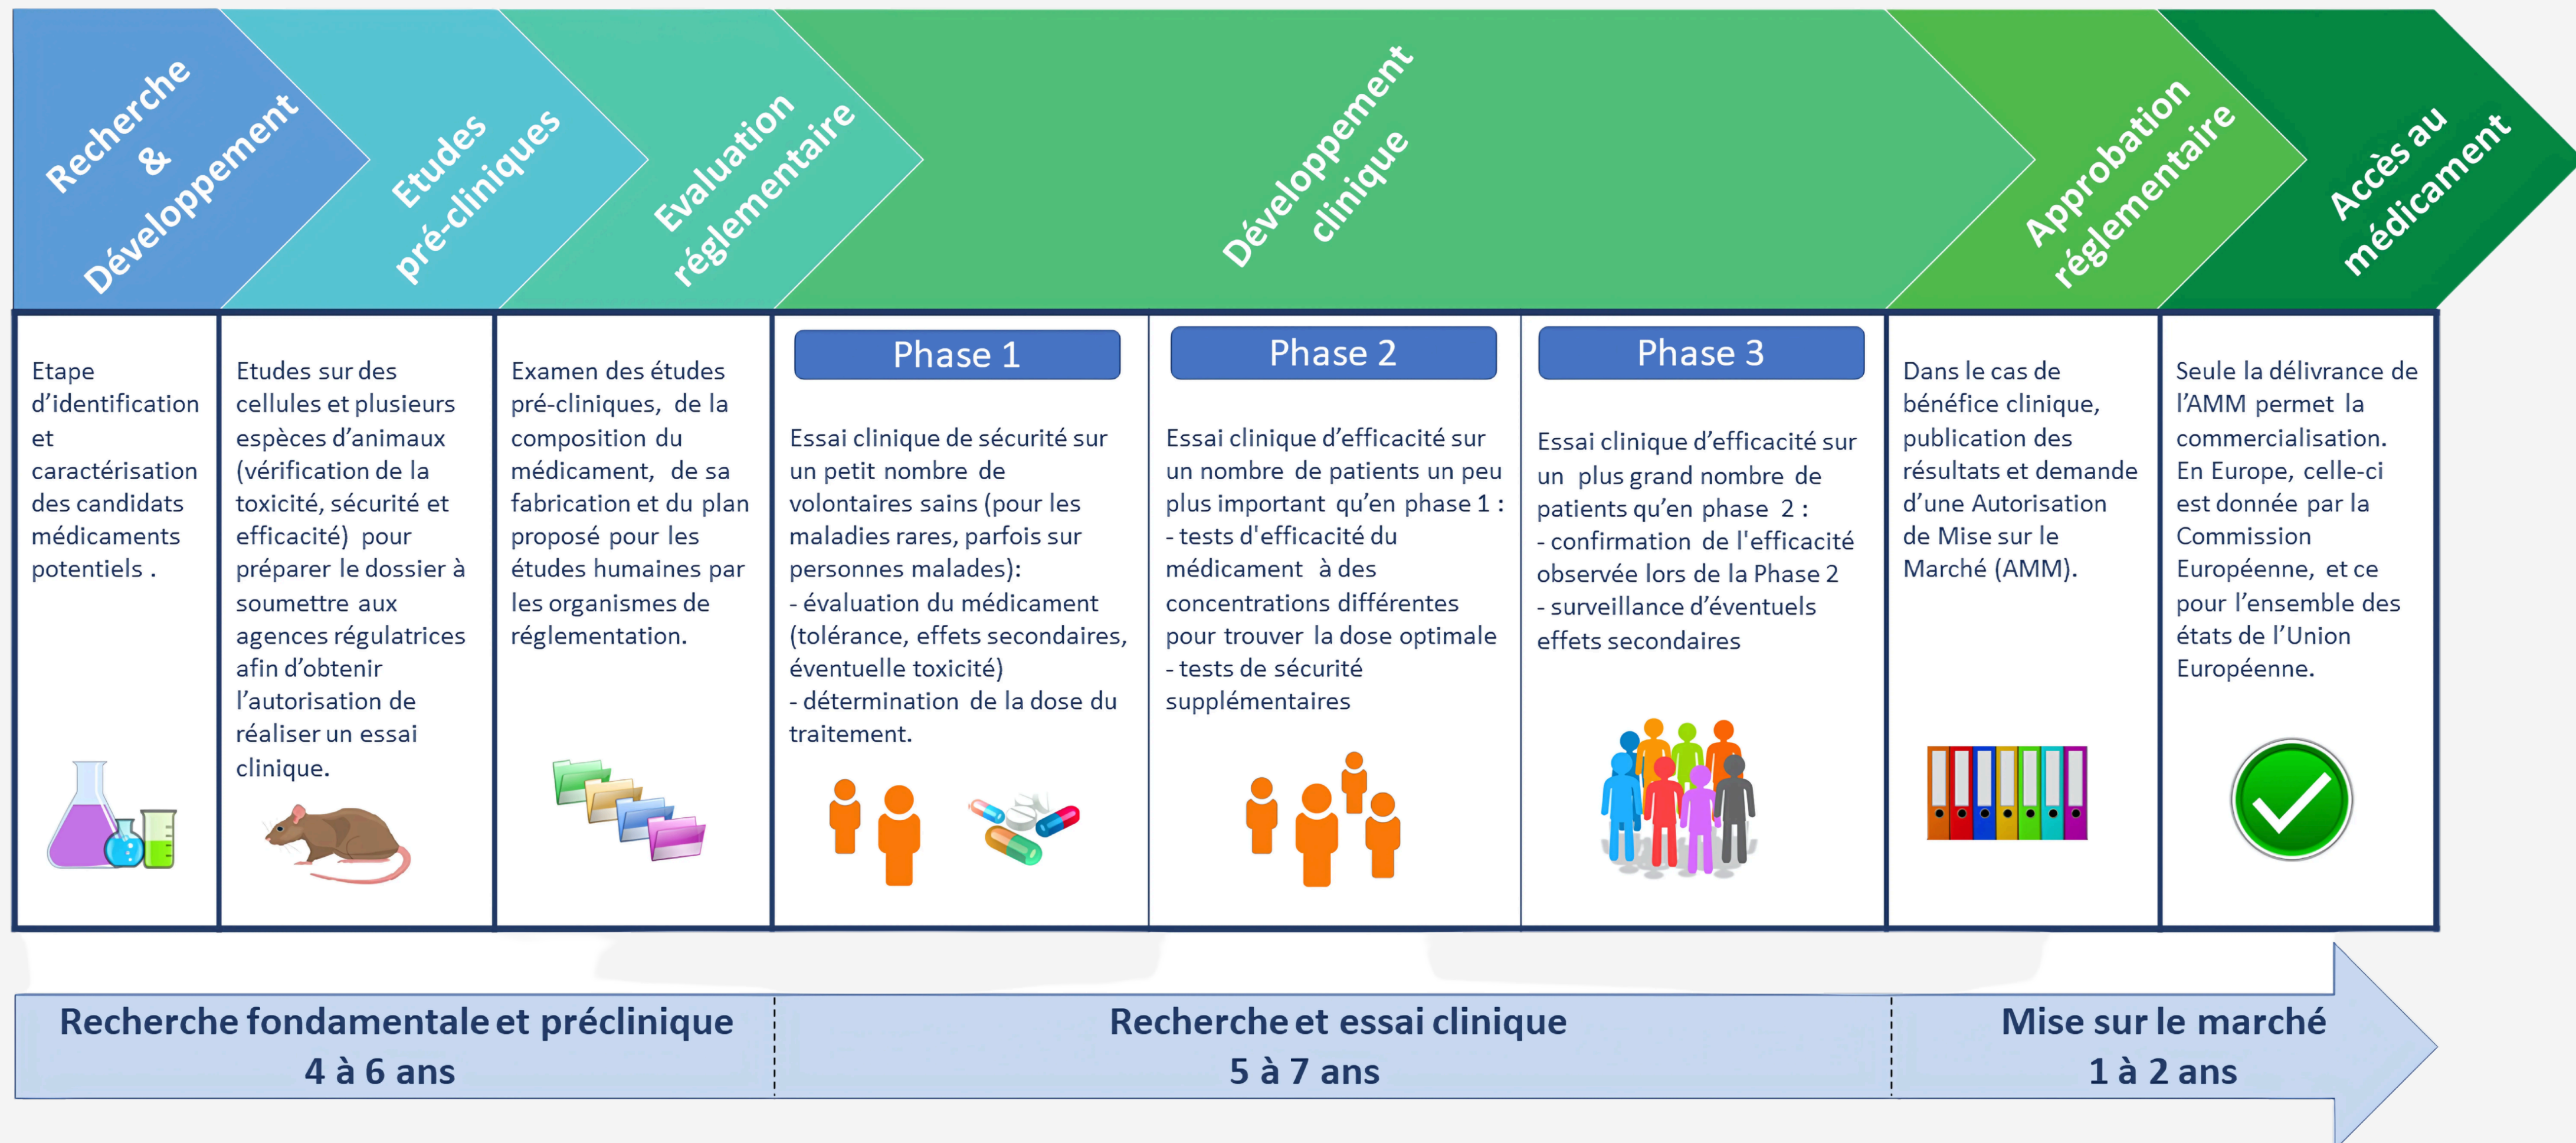 Recherche
&
Développement
Etudes
pré-cliniques
Evaluation
réglementaire
Développement
clinique
Approbation
réglementaire
Accès au
médicament
Etape
d’identification
et
caractérisation
des candidats
médicaments
potentiels .
Etudes sur des
cellules et plusieurs
espèces d’animaux
(vérification de la
toxicité, sécurité et
efficacité) pour
préparer le dossier à
soumettre aux
agences régulatrices
afin d’obtenir
l’autorisation de
réaliser un essai
clinique.
Examen des études
pré-cliniques, de la
composition du
médicament, de sa
fabrication et du plan
proposé pour les
études humaines par
les organismes de
réglementation.
Phase 1
Essai clinique de sécurité sur
un petit nombre de
volontaires sains (pour les
maladies rares, parfois sur
personnes malades):
- évaluation du médicament
(tolérance, effets secondaires,
éventuelle toxicité)
- détermination de la dose du
traitement.
Phase 2
Essai clinique d’efficacité sur
un nombre de patients un peu
plus important qu’en phase 1 :
- tests d'efficacité du
médicament à des
concentrations différentes
pour trouver la dose optimale
- tests de sécurité
supplémentaires
Phase 3
Essai clinique d’efficacité sur
un plus grand nombre de
patients qu’en phase 2 :
- confirmation de l'efficacité
observée lors de la Phase 2
- surveillance d’éventuels
effets secondaires
Dans le cas de
bénéfice clinique,
publication des
résultats et demande
d’une Autorisation
de Mise sur le
Marché (AMM).
Seule la délivrance de
l’AMM permet la
commercialisation.
En Europe, celle-ci
est donnée par la
Commission
Européenne, et ce
pour l’ensemble des
états de l’Union
Européenne.
Recherche fondamentale et préclinique
4 à 6 ans
Recherche et essai clinique
5 à 7 ans
Mise sur le marché
1 à 2 ans